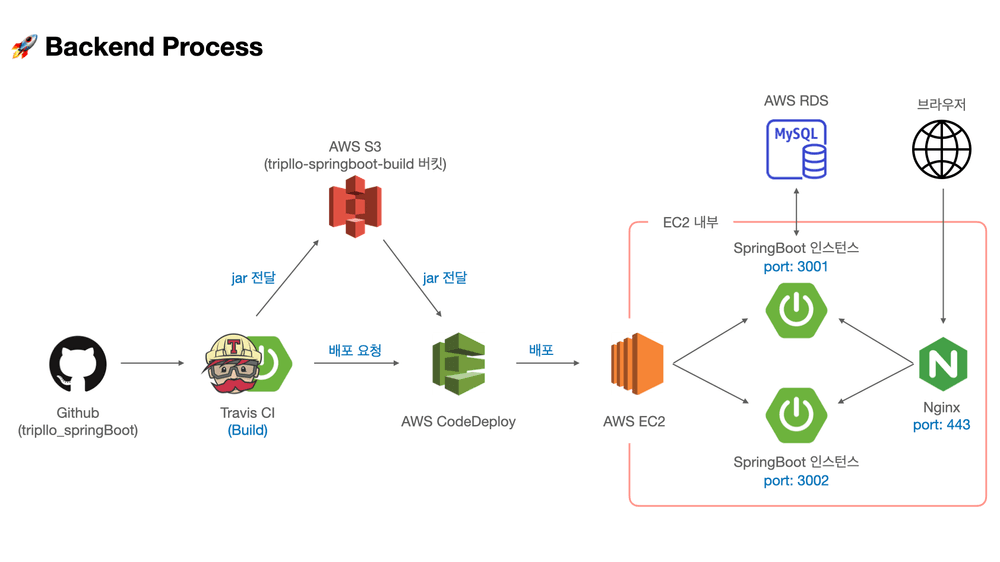 🚀 Backend Process
AWS S3
(tripllo-springboot-build 버킷)
jar 전달
jar 전달
Github
(tripllo_springBoot)
T
Travis CI
(Build)
배포 요청
AWS CodeDeploy
배포
AWS EC2
EC2 내부
AWS RDS
MySQL
SpringBoot 인스턴스
port: 3001
SpringBoot 인스턴스
port: 3002
브라우저
N
Nginx
port: 443